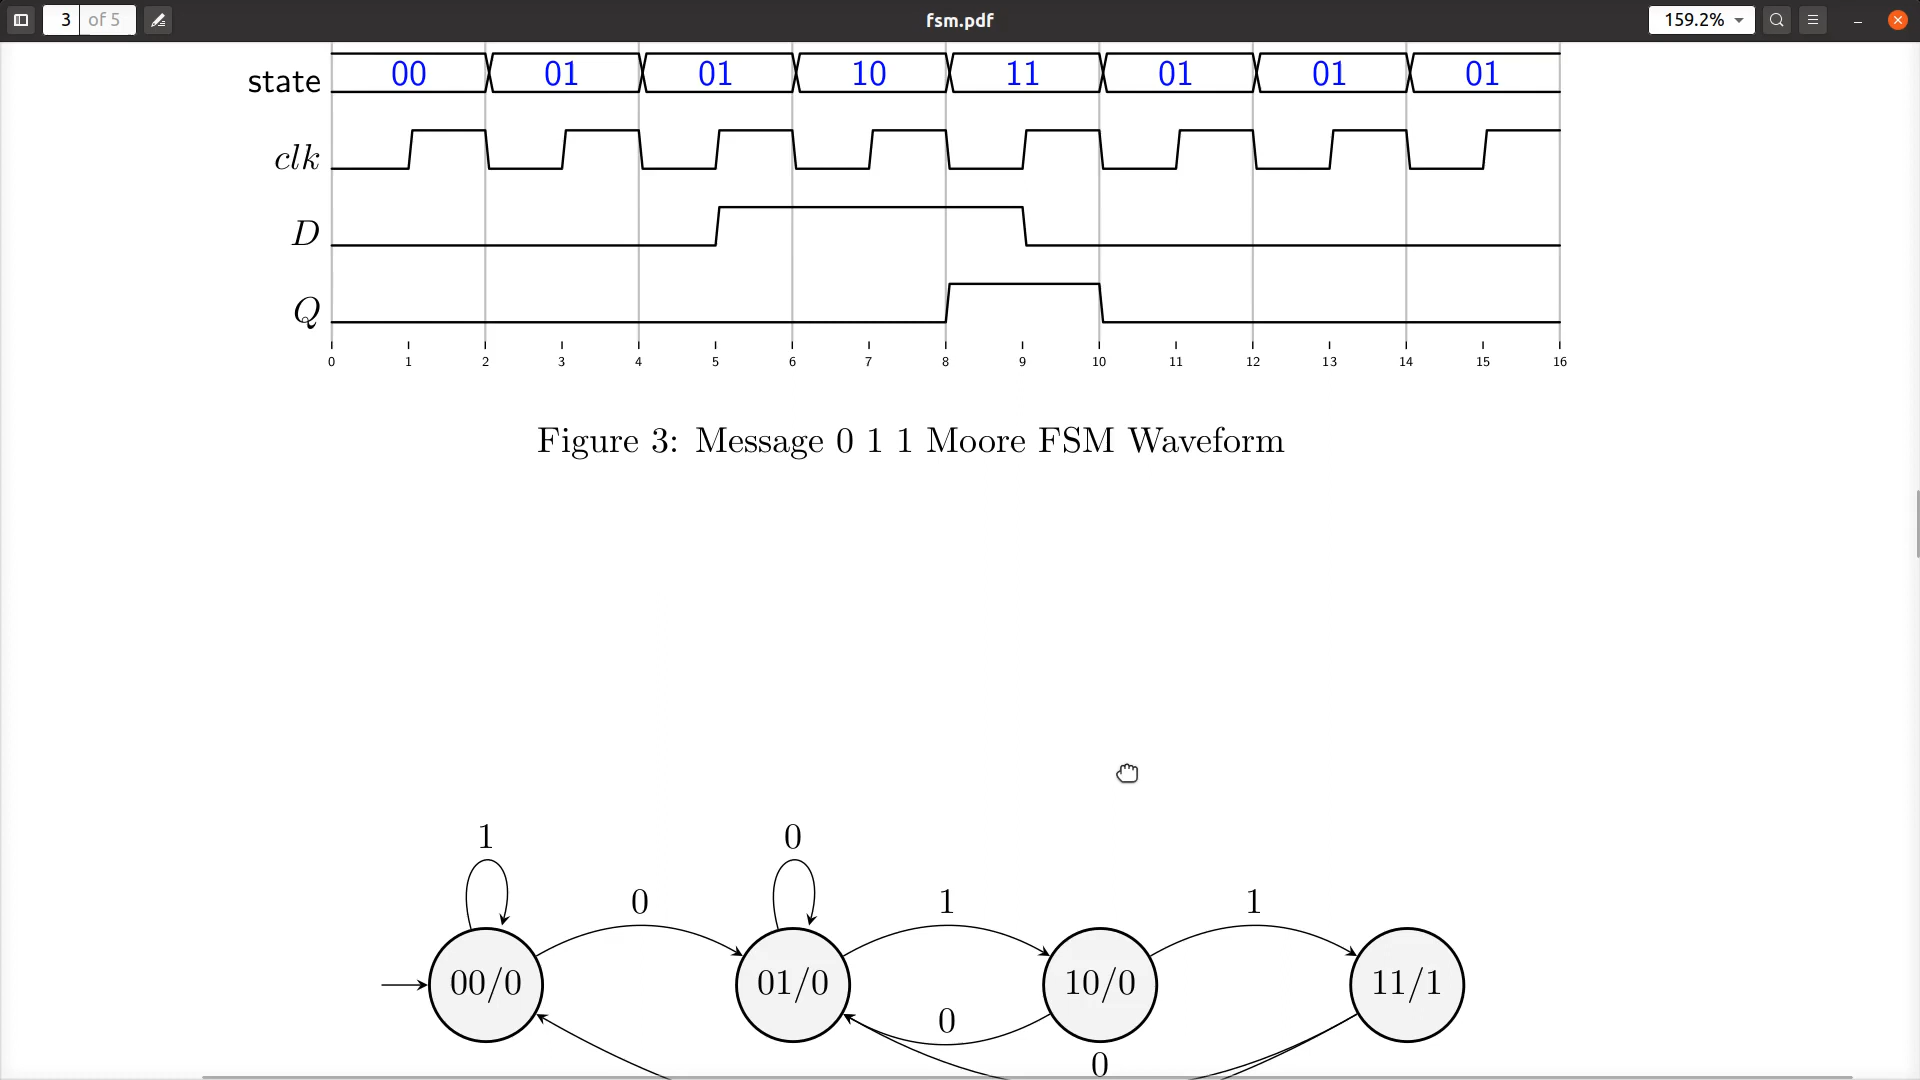 3 of 5 fsm.pdf 159.2%
state 00 01 01 10 11 01 01 01
clk
D
Q
0 1 2 3 4 5 6 7 8 9 10 11 12 13 14 15 16
Figure 3: Message 0 1 1 Moore FSM Waveform
1 0
0 1 1
00/0 01/0 10/0 11/1
0
0